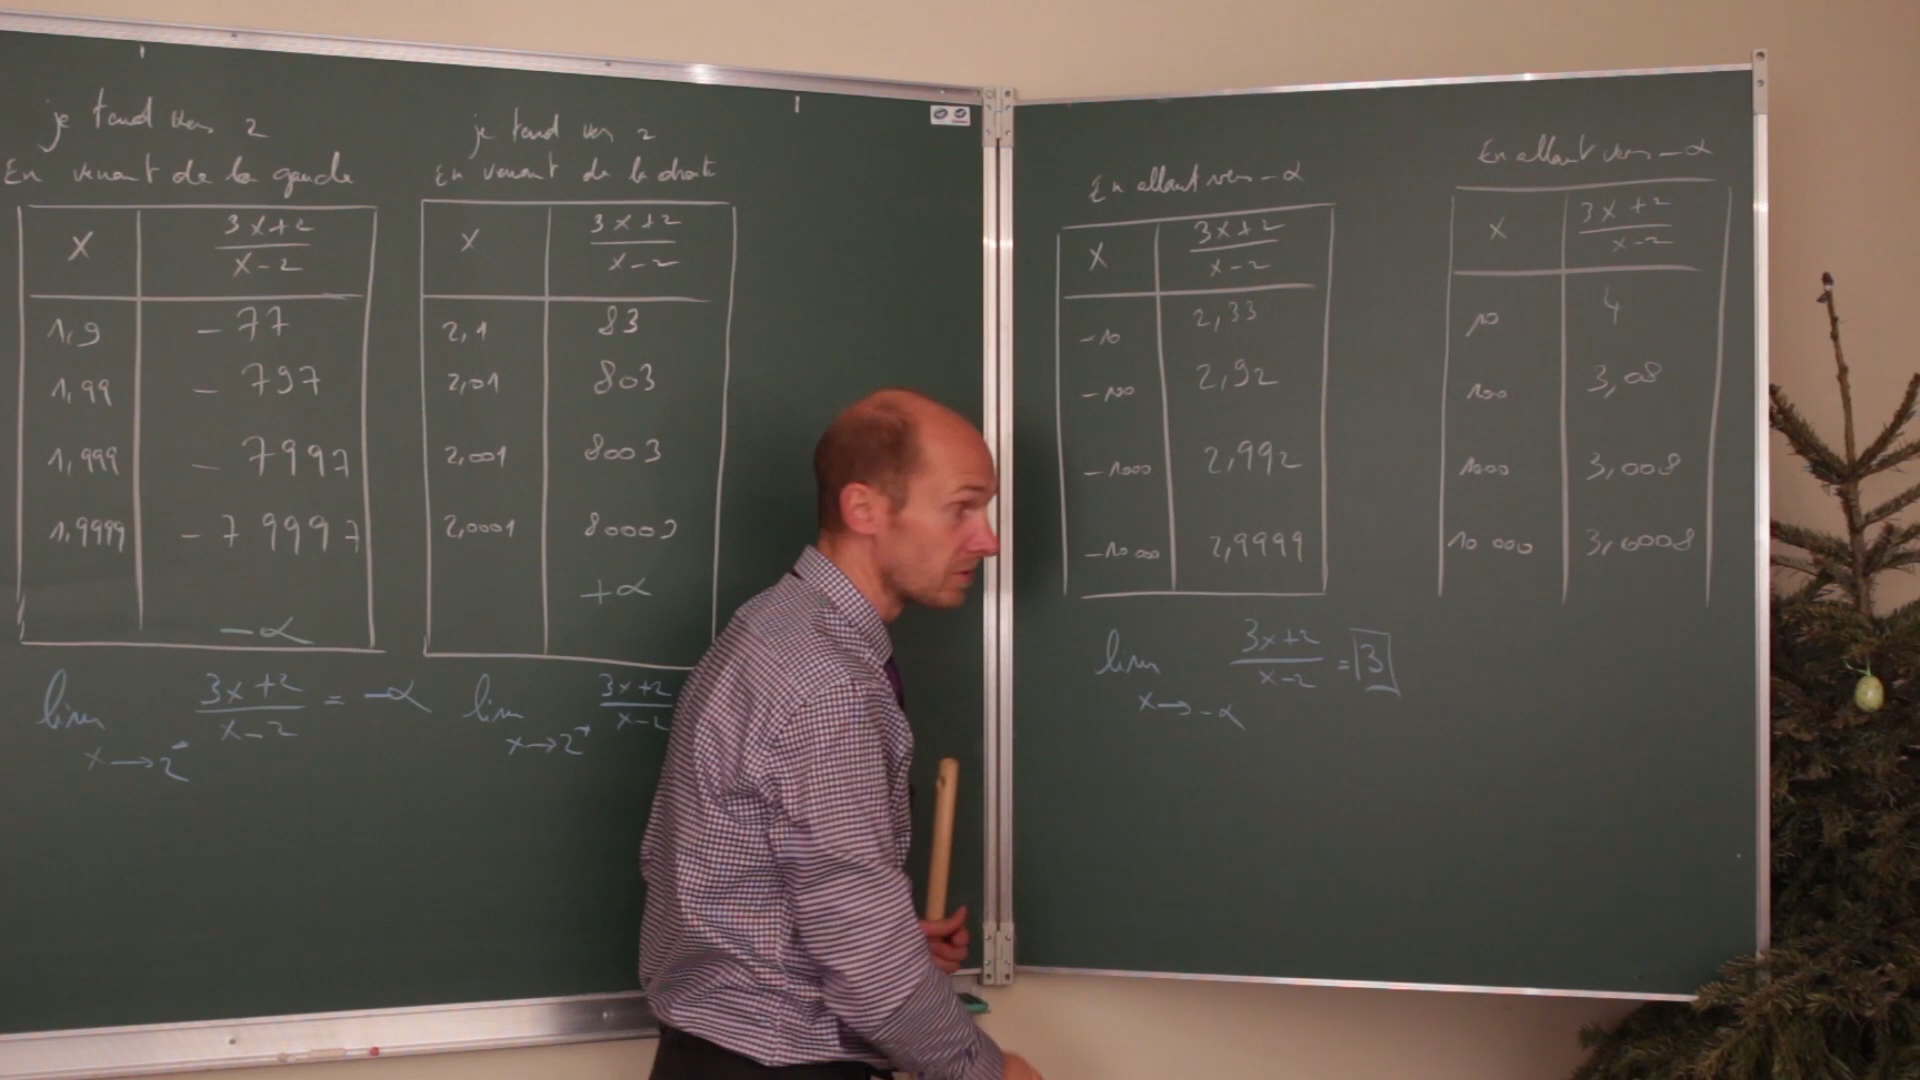 je tend vers 2
En venant de la gauche
x | 3x+2 / x-2
1,9 | - 77
1,99 | - 797
1,999 | - 7997
1,9999 | - 79997
-∞
lim x→2⁻ 3x+2 / x-2 = -∞
je tend vers 2
En venant de la droite
x | 3x+2 / x-2
2,1 | 83
2,01 | 803
2,001 | 8003
2,0001 | 80003
+∞
lim x→2⁺ 3x+2 / x-2
En allant vers -∞
x | 3x+2 / x-2
-10 | 2,33
-100 | 2,92
-1000 | 2,992
-10 000 | 2,9999
lim x→-∞ 3x+2 / x-2 = 3
En allant vers -∞
x | 3x+2 / x-2
10 | 4
100 | 3,08
1000 | 3,008
10 000 | 3,0008